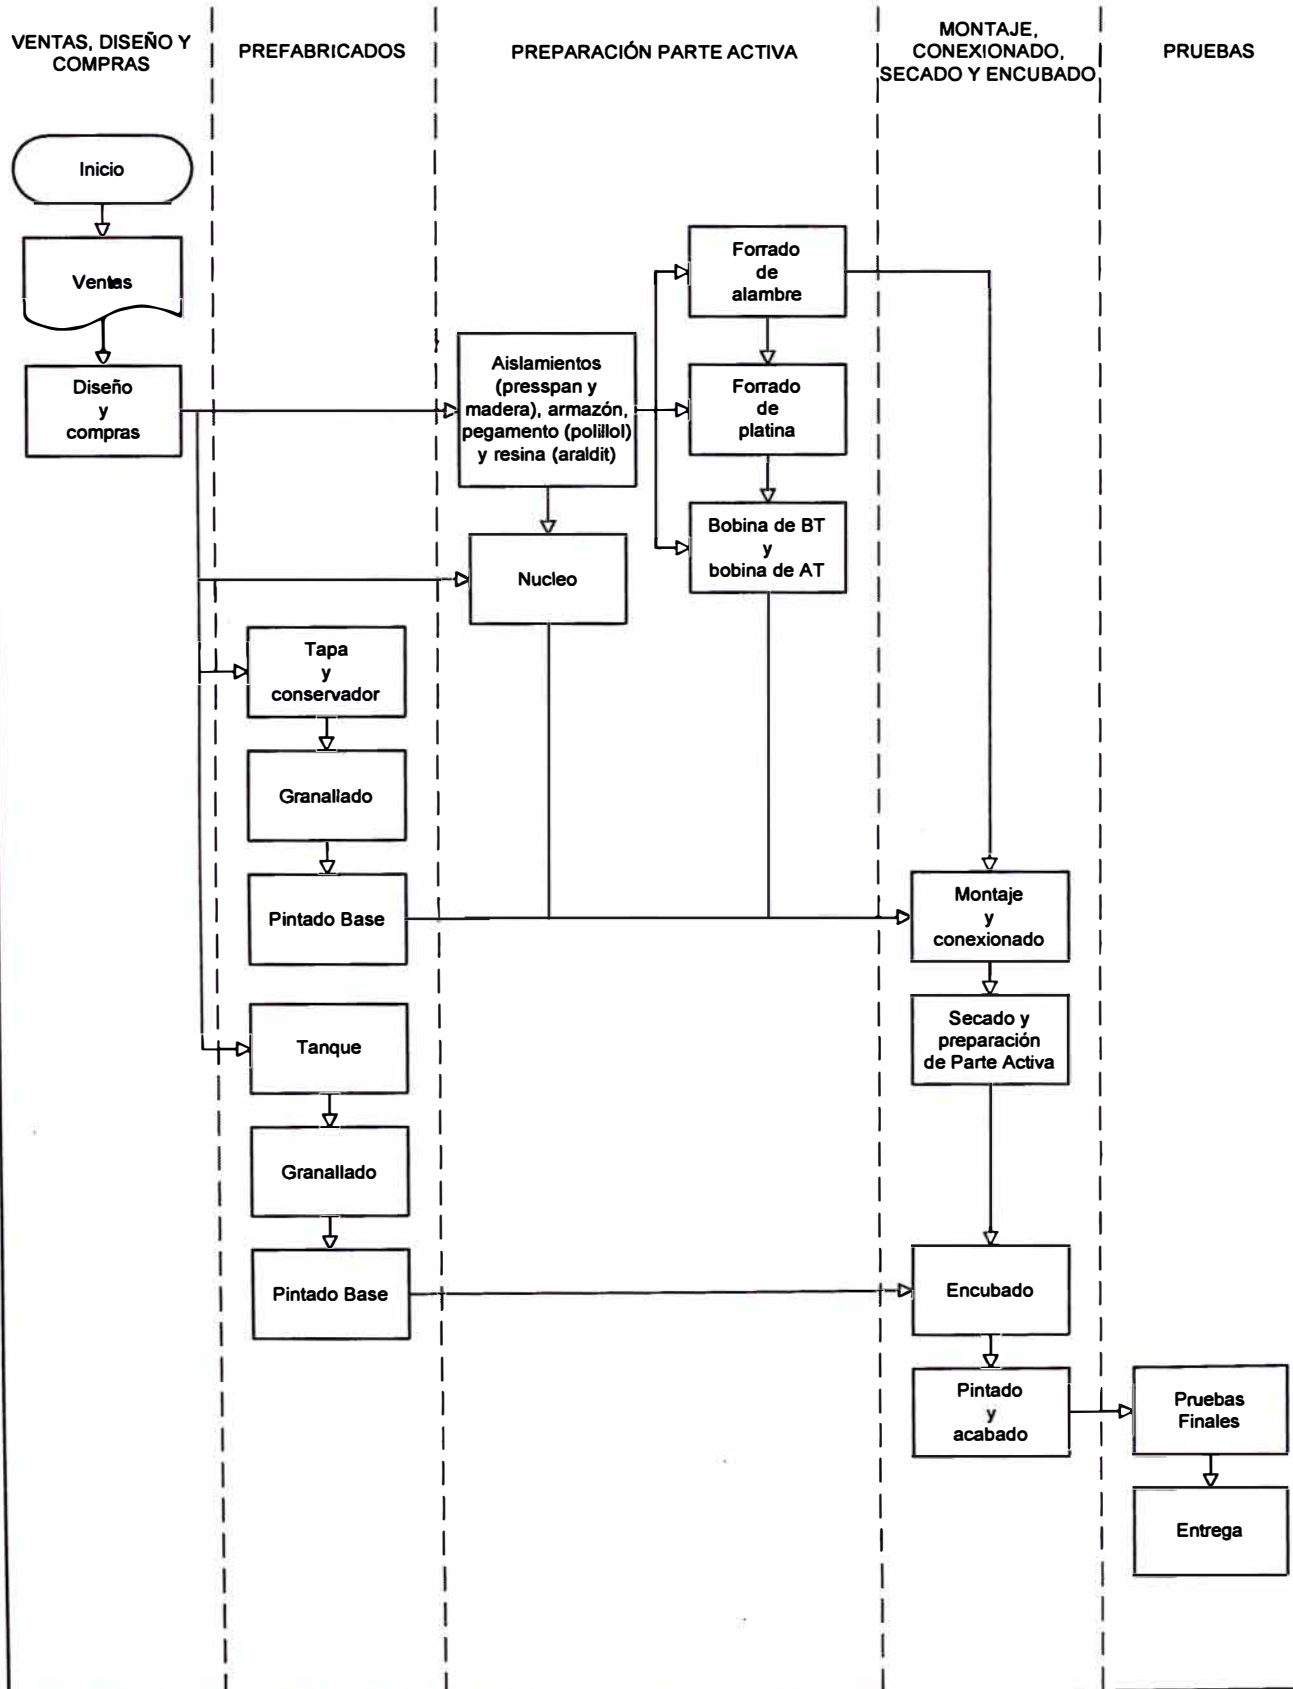 VENTAS, DISEÑO Y
COMPRAS
PREFABRICADOS
PREPARACIÓN PARTE ACTIVA
MONTAJE,
CONEXIONADO,
SECADO Y ENCUBADO
PRUEBAS
Inicio
Ventas
Diseño
y
compras
Aislamientos
(presspan y
madera), armazón,
pegamento (polillol)
y resina (araldit)
Forrado
de
alambre
Forrado
de
platina
Bobina de BT
y
bobina de AT
Nucleo
Tapa
y
conservador
Granallado
Pintado Base
Montaje
y
conexionado
Secado y
preparación
de Parte Activa
Tanque
Granallado
Pintado Base
Encubado
Pintado
y
acabado
Pruebas
Finales
Entrega